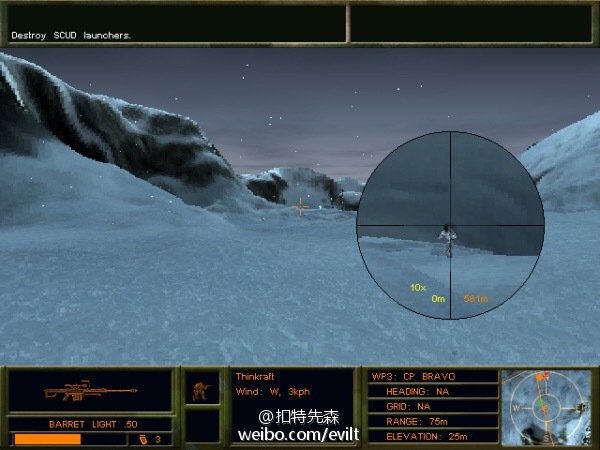 Destroy SCUD launchers.
10x
0m 581m
BARRET LIGHT .50
3
Thinkraft
Wind: W, 3kph
WP3: CP BRAVO
HEADING: NA
GRID: NA
RANGE: 75m
ELEVATION: 25m
W
E
S
@扣特先森
weibo.com/evilt